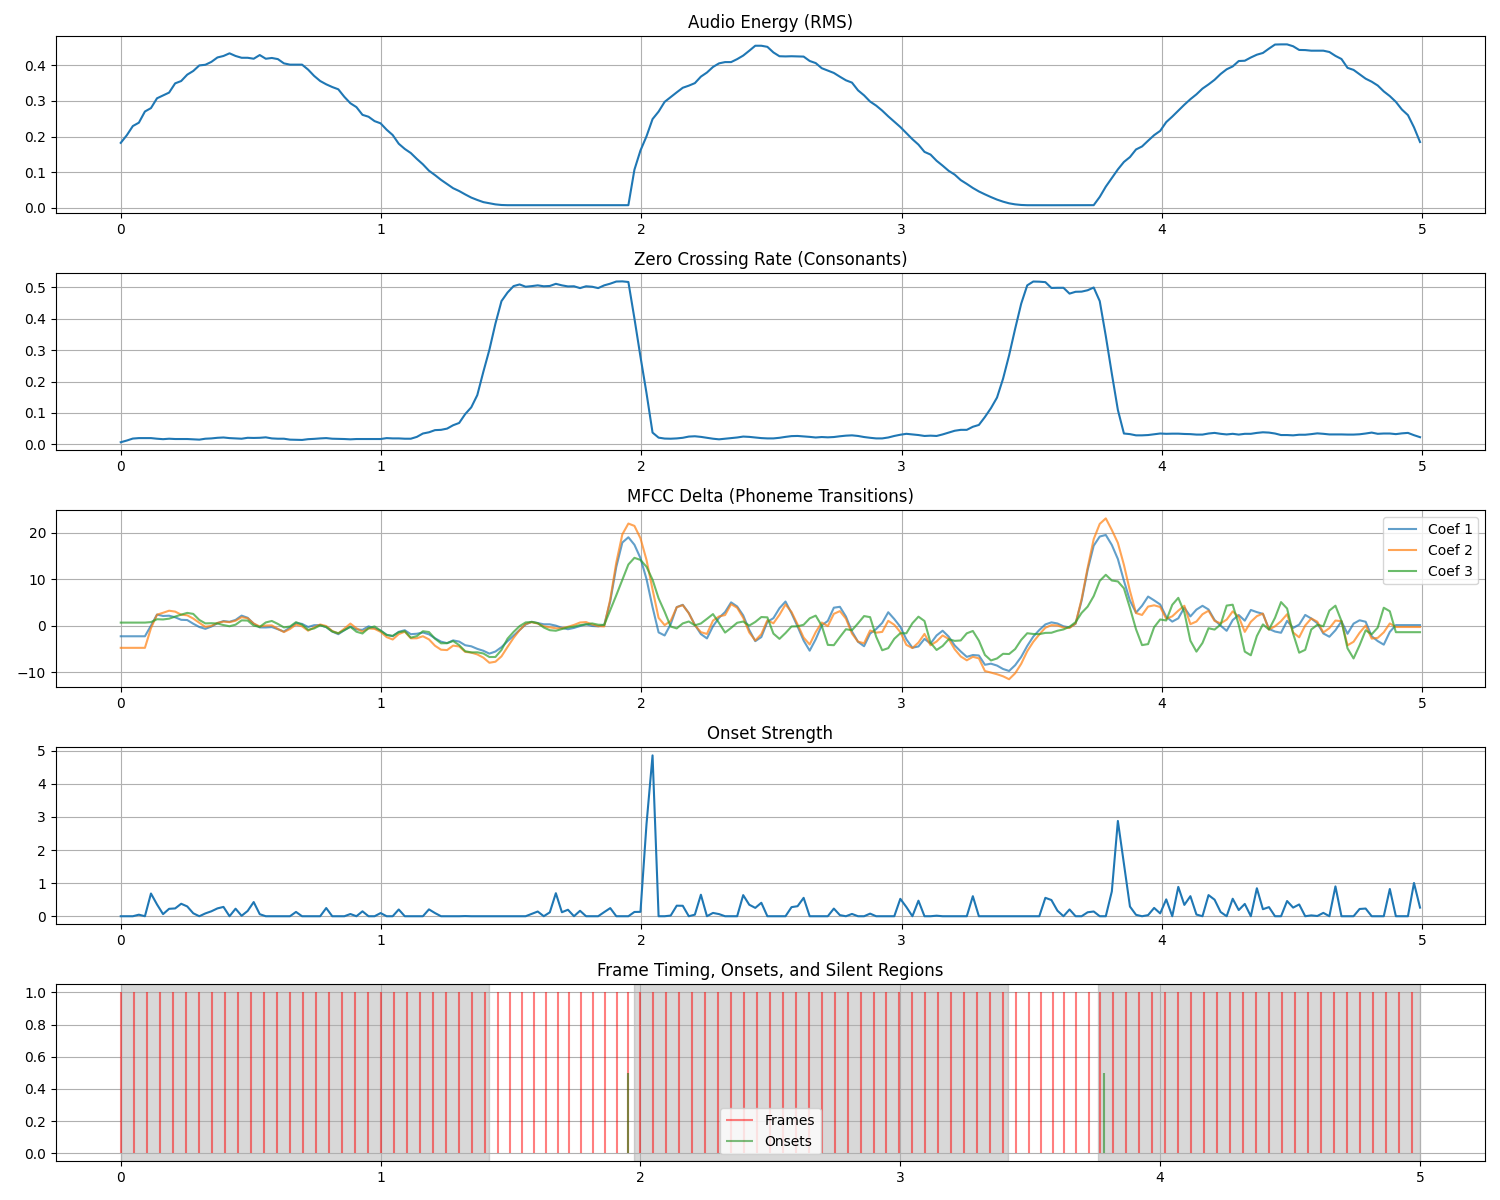 Audio Energy (RMS)
0.4
0.3
0.2
0.1
0.0
0 1 2 3 4 5
Zero Crossing Rate (Consonants)
0.5
0.4
0.3
0.2
0.1
0.0
0 1 2 3 4 5
MFCC Delta (Phoneme Transitions)
20
10
0
−10
Coef 1
Coef 2
Coef 3
0 1 2 3 4 5
Onset Strength
5
4
3
2
1
0
0 1 2 3 4 5
Frame Timing, Onsets, and Silent Regions
1.0
0.8
0.6
0.4
0.2
0.0
Frames
Onsets
0 1 2 3 4 5